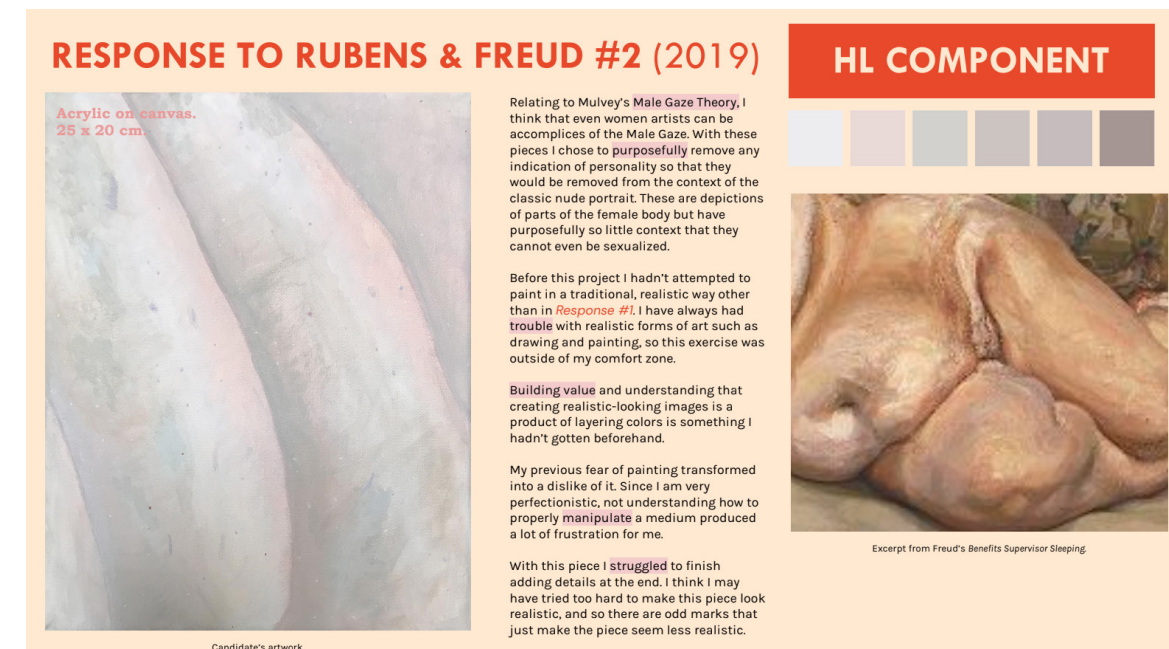 RESPONSE TO RUBENS & FREUD #2 (2019)
HL COMPONENT
Acrylic on canvas.
25 x 20 cm.
Relating to Mulvey's Male Gaze Theory, I
think that even women artists can be
accomplices of the Male Gaze. With these
pieces I chose to purposefully remove any
indication of personality so that they
would be removed from the context of the
classic nude portrait. These are depictions
of parts of the female body but have
purposefully so little context that they
cannot even be sexualized.
Before this project I hadn't attempted to
paint in a traditional, realistic way other
than in Response #1. I have always had
trouble with realistic forms of art such as
drawing and painting, so this exercise was
outside of my comfort zone.
Building value and understanding that
creating realistic-looking images is a
product of layering colors is something I
hadn't gotten beforehand.
My previous fear of painting transformed
into a dislike of it. Since I am very
perfectionistic, not understanding how to
properly manipulate a medium produced
a lot of frustration for me.
With this piece I struggled to finish
adding details at the end. I think I may
have tried too hard to make this piece look
realistic, and so there are odd marks that
just make the piece seem less realistic.
Excerpt from Freud's Benefits Supervisor Sleeping.
Candidate's artwork